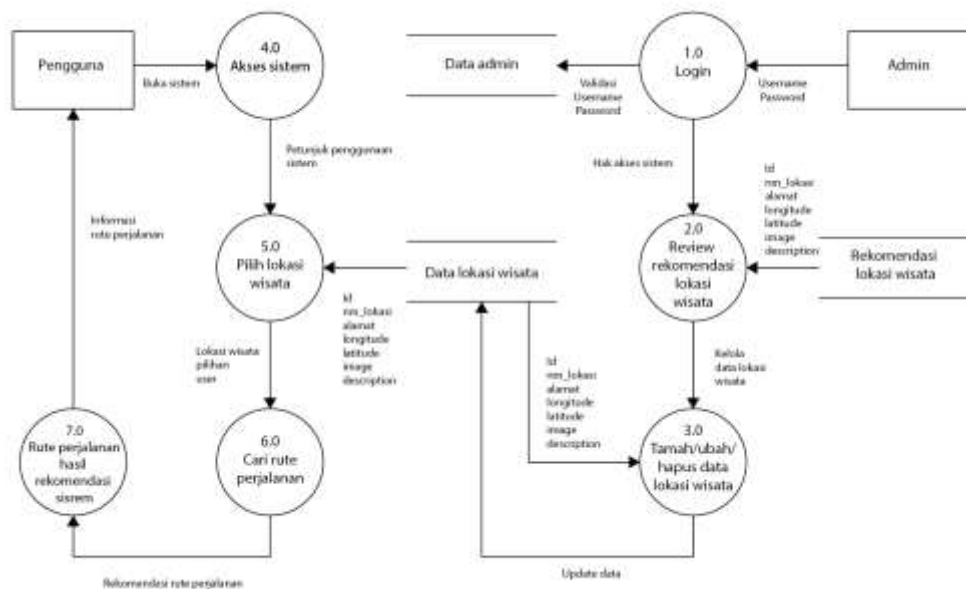 Pengguna
Buka sistem
4.0
Akses sistem
Data admin
Validasi
Username
Password
1.0
Login
Username
Password
Admin
Petunjuk penggunaan
sistem
Hak akses sistem
Id
nm_lokasi
alamat
longitude
latitude
image
description
Informasi
rute perjalanan
5.0
Pilih lokasi
wisata
Data lokasi wisata
2.0
Review
rekomendasi
lokasi
wisata
Rekomendasi
lokasi wisata
Id
nm_lokasi
alamat
longitude
latitude
image
description
Lokasi wisata
pilihan
user
Id
nm_lokasi
alamat
longitude
latitude
image
description
Kelola
data lokasi
wisata
7.0
Rute perjalanan
hasil
rekomendasi
sisrem
6.0
Cari rute
perjalanan
3.0
Tamah/ubah/
hapus data
lokasi wisata
Rekomendasi rute perjalanan
Update data